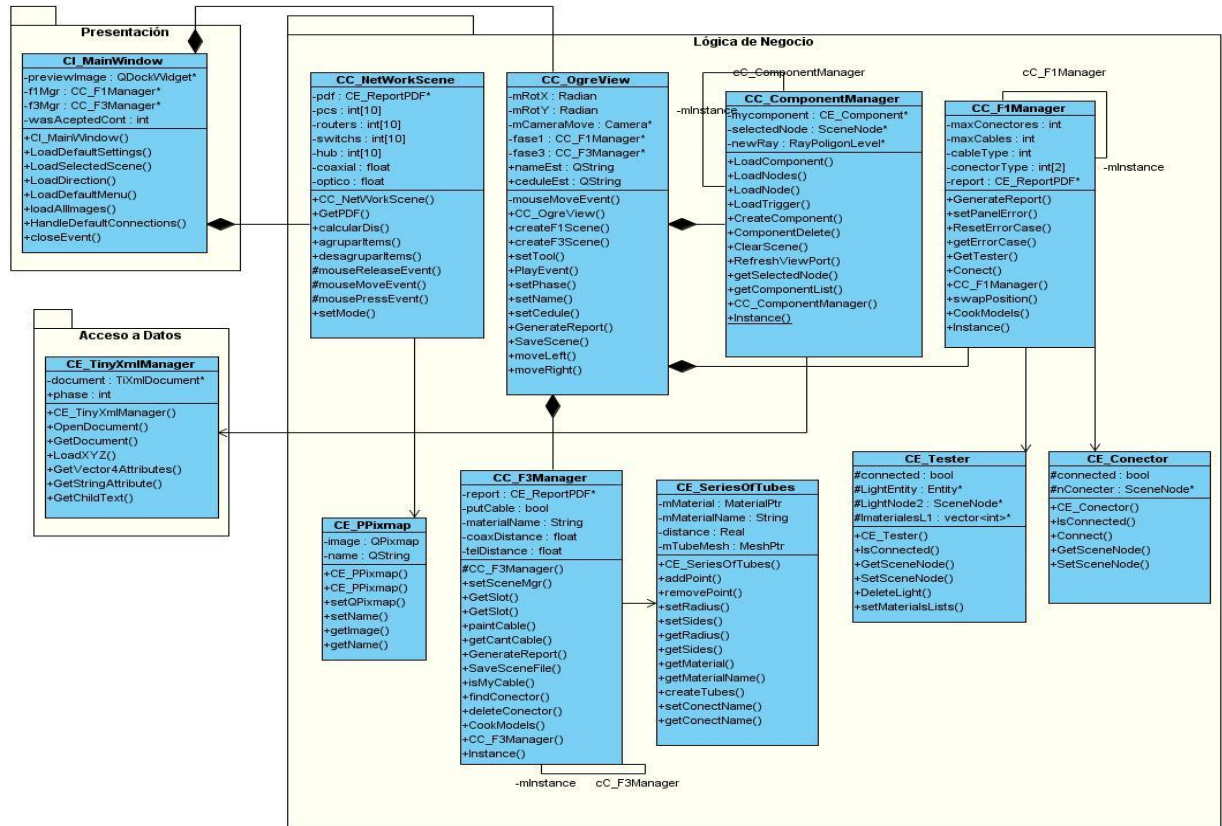 Presentación
CI_MainWindow
-previewImage : QDockWidget*
-f1Mgr : CC_F1Manager*
-f3Mgr : CC_F3Manager*
-wasAceptedCont : int
+CI_MainWindow()
+LoadDefaultSettings()
+LoadSelectedScene()
+LoadDirection()
+LoadDefaultMenu()
+loadAllImages()
+HandleDefaultConnections()
+closeEvent()
Acceso a Datos
CE_TinyXmlManager
-document : TiXmlDocument*
+phase : int
+CE_TinyXmlManager()
+OpenDocument()
+GetDocument()
+LoadXYZ()
+GetVector4Attributes()
+GetStringAttribute()
+GetChildText()
Lógica de Negocio
CC_NetWorkScene
-pdf : CE_ReportPDF*
-pcs : int[10]
-routers : int[10]
-switchs : int[10]
-hub : int[10]
-coaxial : float
-optico : float
+CC_NetWorkScene()
+GetPDF()
+calcularDis()
+agruparItems()
+desagruparItems()
#mouseReleaseEvent()
#mouseMoveEvent()
#mousePressEvent()
+setMode()
CC_OgreView
-mRotX : Radian
-mRotY : Radian
-mCameraMove : Camera*
-fase1 : CC_F1Manager*
-fase3 : CC_F3Manager*
+nameEst : QString
+ceduleEst : QString
-mouseMoveEvent()
+CC_OgreView()
+createF1Scene()
+createF3Scene()
+setTool()
+PlayEvent()
+setPhase()
+setName()
+setCedule()
+GenerateReport()
+SaveScene()
+moveLeft()
+moveRight()
cC_ComponentManager
-mInstance
CC_ComponentManager
-mycomponent : CE_Component*
-selectedNode : SceneNode*
-newRay : RayPoligonLevel*
+LoadComponent()
+LoadNodes()
+LoadNode()
+LoadTrigger()
+CreateComponent()
+ComponentDelete()
+ClearScene()
+RefreshViewPort()
+getSelectedNode()
+getComponentList()
+CC_ComponentManager()
+Instance()
cC_F1Manager
CC_F1Manager
-maxConectores : int
-maxCables : int
-cableType : int
-conectorType : int[2]
-report : CE_ReportPDF*
+GenerateReport()
+setPanelError()
+ResetErrorCase()
+getErrorCase()
+GetTester()
+Conect()
+CC_F1Manager()
+swapPosition()
+CookModels()
+Instance()
-mInstance
CE_PPixmap
-image : QPixmap
-name : QString
+CE_PPixmap()
+CE_PPixmap()
+setQPixmap()
+setName()
+getImage()
+getName()
CC_F3Manager
-report : CE_ReportPDF*
-putCable : bool
-materialName : String
-coaxDistance : float
-telDistance : float
#CC_F3Manager()
+setSceneMgr()
+GetSlot()
+GetSlot()
+paintCable()
+getCantCable()
+GenerateReport()
+SaveSceneFile()
+isMyCable()
+findConector()
+deleteConector()
+CookModels()
+CC_F3Manager()
+Instance()
-mInstance cC_F3Manager
CE_SeriesOfTubes
-mMaterial : MaterialPtr
-mMaterialName : String
-distance : Real
-mTubeMesh : MeshPtr
+CE_SeriesOfTubes()
+addPoint()
+removePoint()
+setRadius()
+setSides()
+getRadius()
+getSides()
+getMaterial()
+getMaterialName()
+createTubes()
+setConectName()
+getConectName()
CE_Tester
#connected : bool
#LightEntity : Entity*
#LightNode2 : SceneNode*
#lmaterialesL1 : vector<int>*
+CE_Tester()
+IsConnected()
+GetSceneNode()
+SetSceneNode()
+DeleteLight()
+setMaterialsLists()
CE_Conector
#connected : bool
#nConecter : SceneNode*
+CE_Conector()
+IsConnected()
+Connect()
+GetSceneNode()
+SetSceneNode()